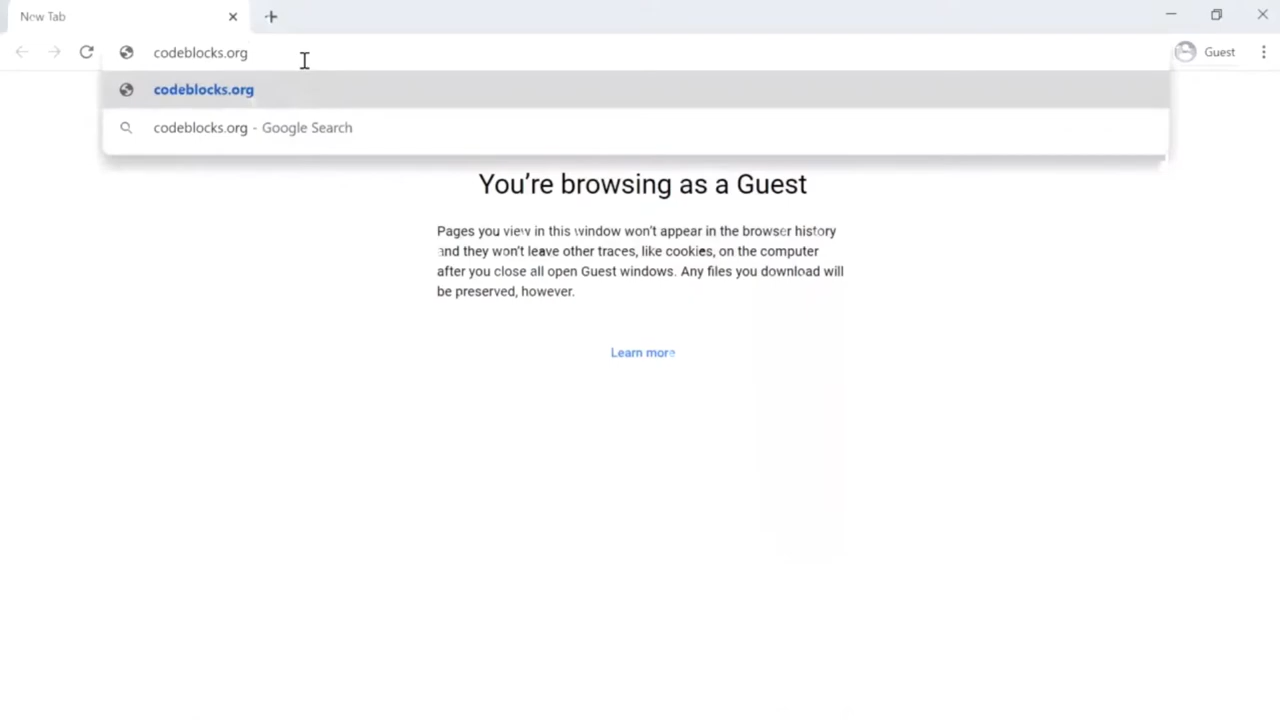 New Tab
codeblocks.org
Guest
codeblocks.org
codeblocks.org - Google Search
You're browsing as a Guest
Pages you view in this window won't appear in the browser history
and they won't leave other traces, like cookies, on the computer
after you close all open Guest windows. Any files you download will
be preserved, however.
Learn more